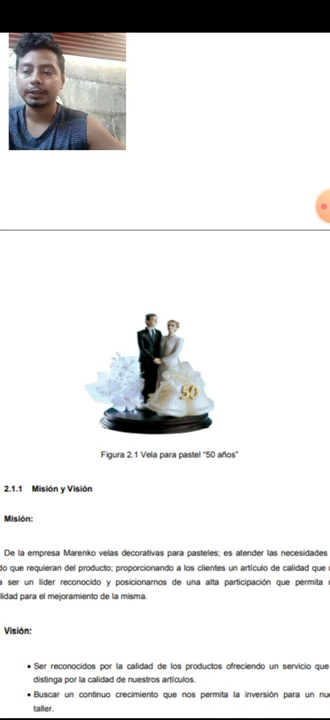 50
Figura 2.1 Vela para pastel "50 años"
2.1.1 Misión y Visión
Misión:
De la empresa Marenko velas decorativas para pasteles; es atender las necesidades
do que requieran del producto; proporcionando a los clientes un artículo de calidad que
a ser un líder reconocido y posicionarnos de una alta participación que permita
lidad para el mejoramiento de la misma.
Visión:
• Ser reconocidos por la calidad de los productos ofreciendo un servicio que
distinga por la calidad de nuestros artículos.
• Buscar un continuo crecimiento que nos permita la inversión para un nu
taller.